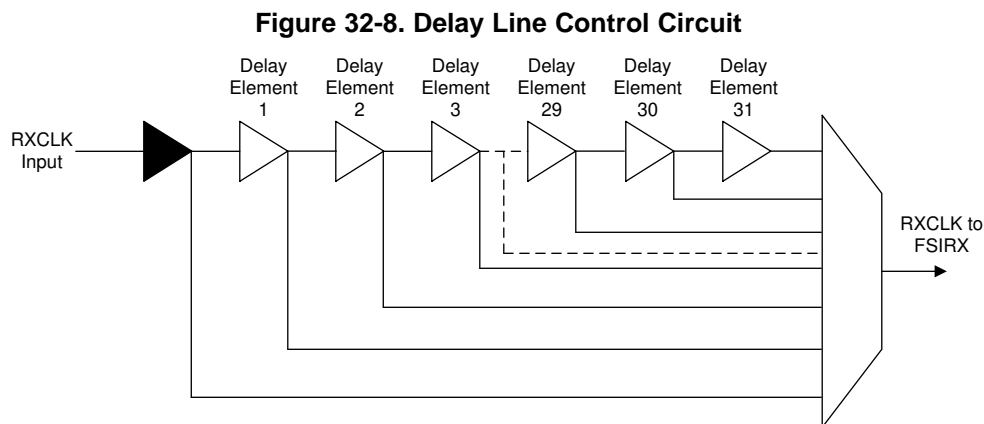 Figure 32-8. Delay Line Control Circuit
Delay
Element
1
Delay
Element
2
Delay
Element
3
Delay
Element
29
Delay
Element
30
Delay
Element
31
RXCLK
Input
RXCLK to
FSIRX